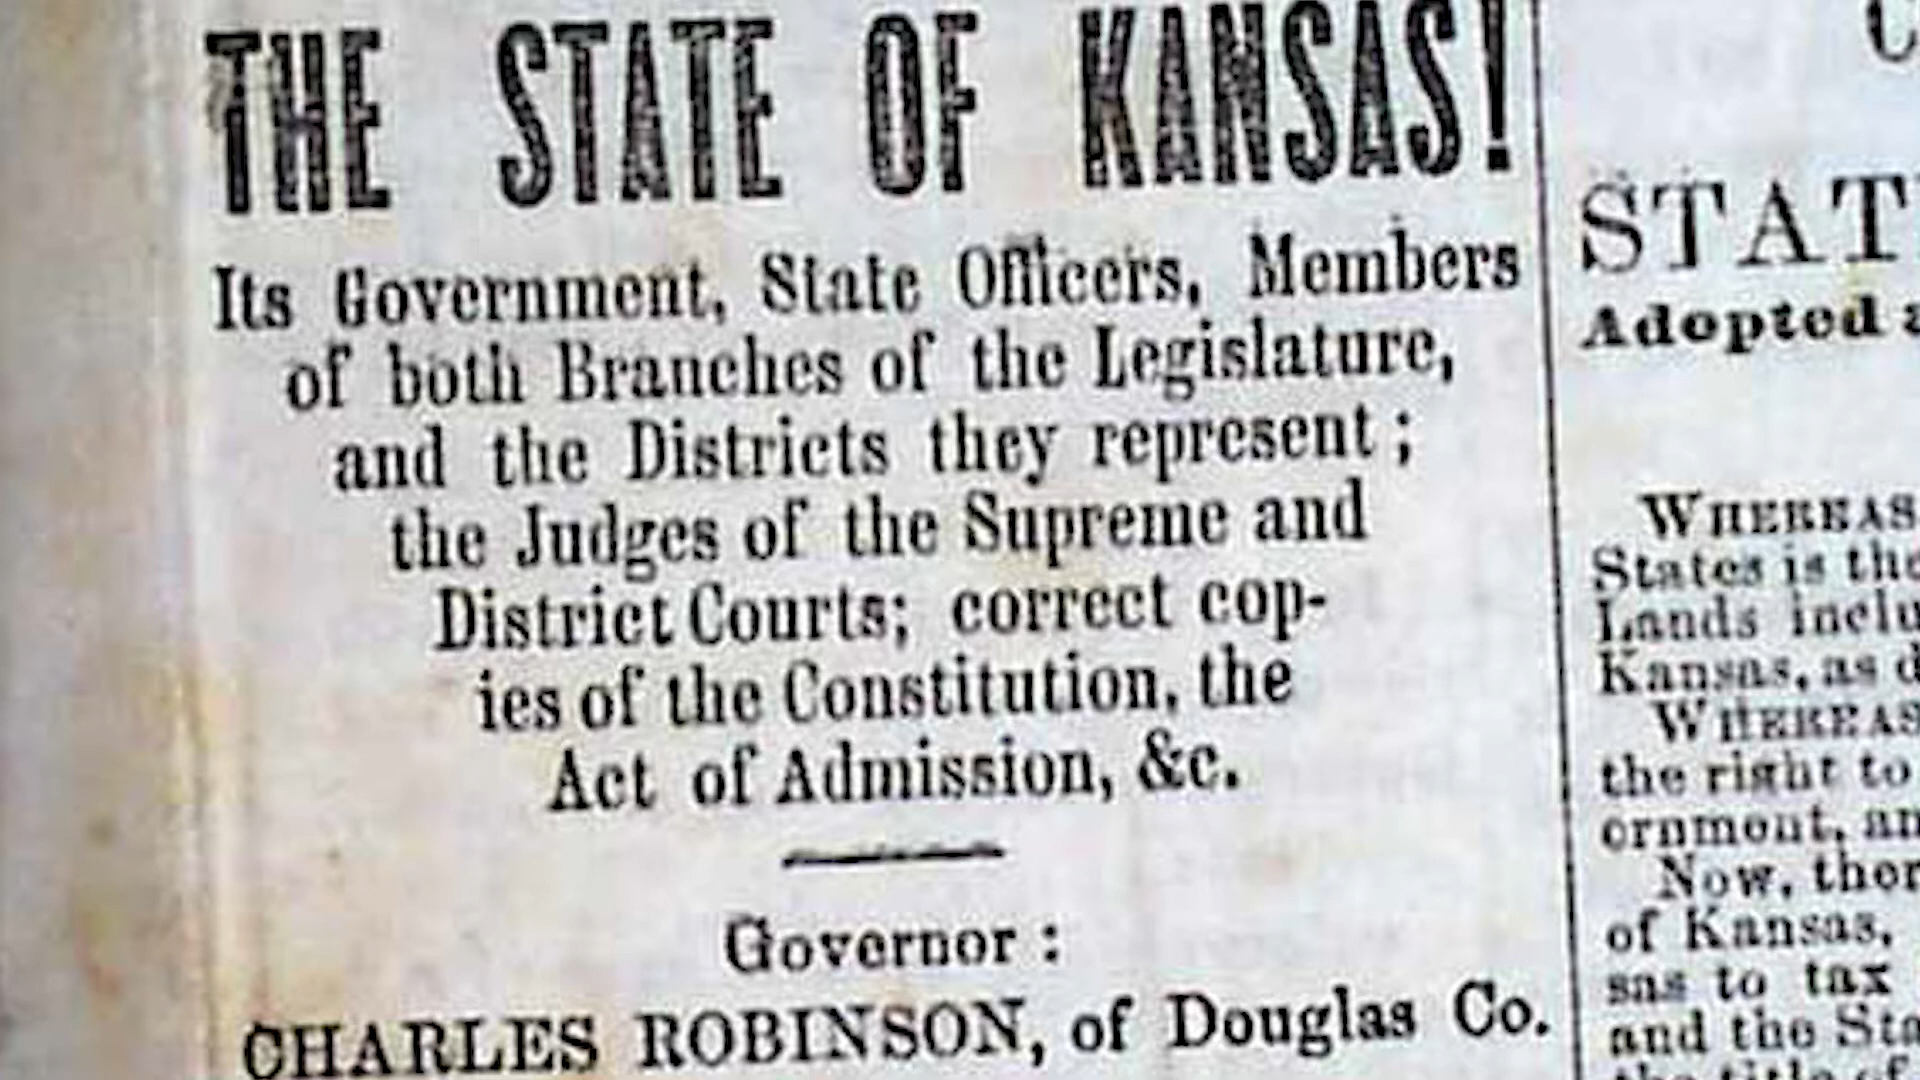 THE STATE OF KANSAS!
Its Government, State Officers, Members
of both Branches of the Legislature,
and the Districts they represent;
the Judges of the Supreme and
District Courts; correct cop-
ies of the Constitution, the
Act of Admission, &c.
Governor:
CHARLES ROBINSON, of Douglas Co.
STAT
Adopted
WHEREAS
States is the
Lands inclu
Kansas, as d
WHEREAS
the right to
ernment, an
Now, ther
of Kansas,
sas to tax
and the Sta
the title of